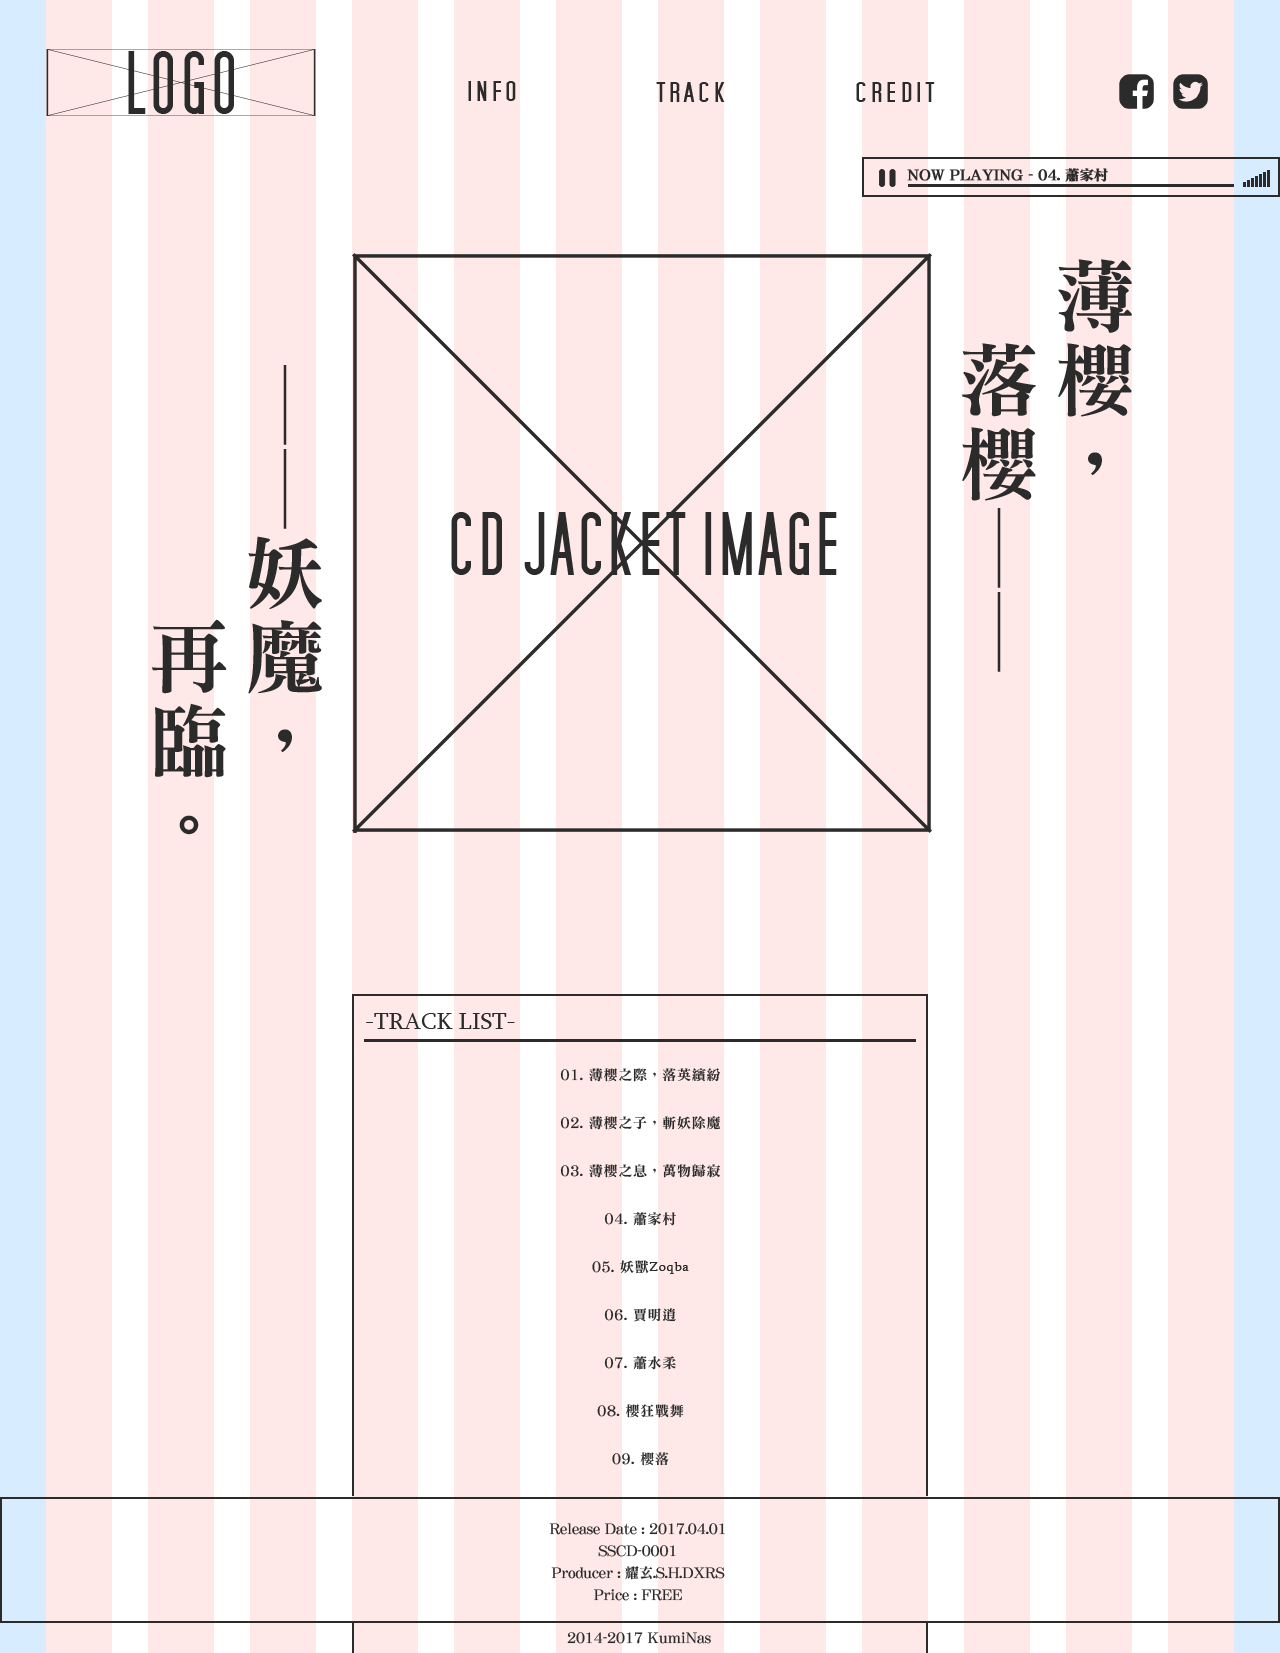 LOGO
INFO
TRACK
CREDIT
NOW PLAYING - 04. 蕭家村
薄櫻，
落櫻——
CD JACKET IMAGE
——妖魔，
再臨。
-TRACK LIST-
01. 薄櫻之際，落英繽紛
02. 薄櫻之子，斬妖除魔
03. 薄櫻之息，萬物歸寂
04. 蕭家村
05. 妖獸Zoqba
06. 賈明逍
07. 蕭水柔
08. 櫻狂戰舞
09. 櫻落
Release Date : 2017.04.01
SSCD-0001
Producer : 耀玄.S.H.DXRS
Price : FREE
2014-2017 KumiNas